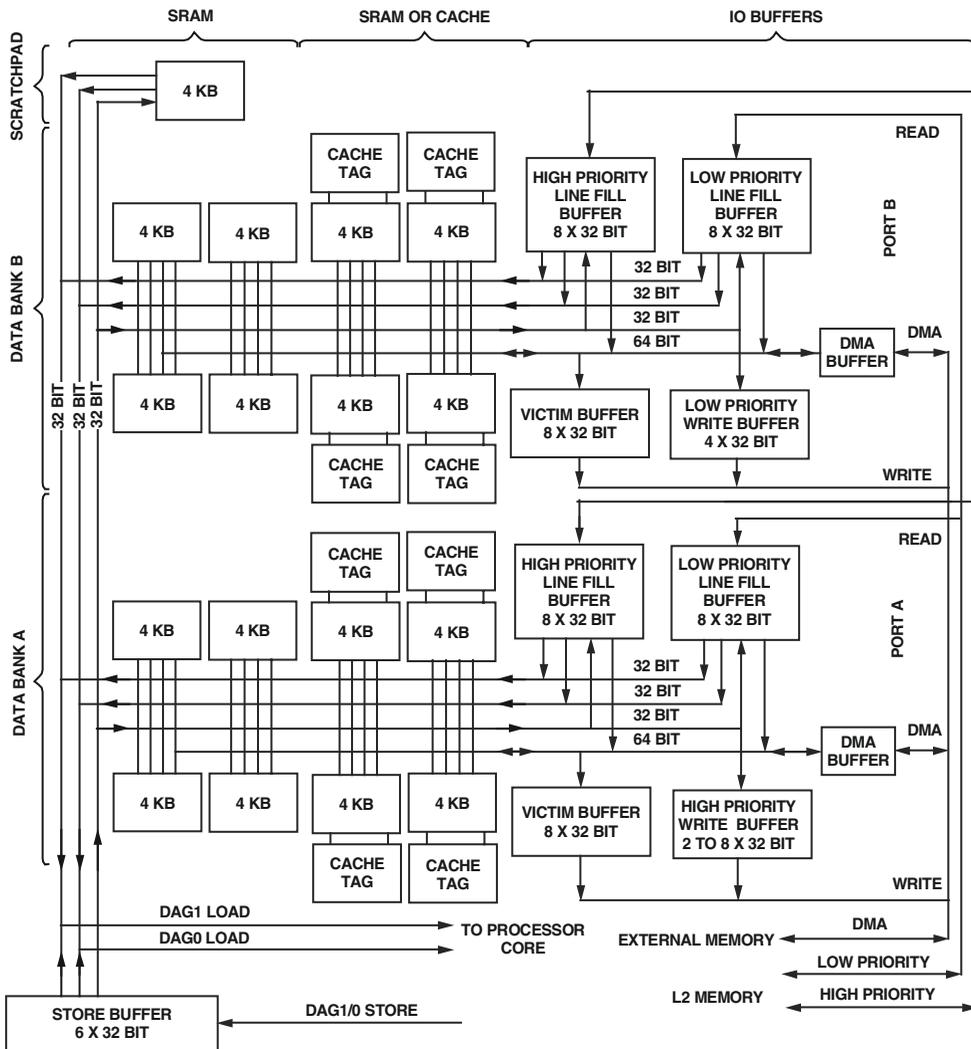 SRAM
SRAM OR CACHE
IO BUFFERS
SCRATCHPAD
4 KB
DATA BANK B
CACHE
TAG
CACHE
TAG
HIGH PRIORITY
LINE FILL
BUFFER
8 X 32 BIT
LOW PRIORITY
LINE FILL
BUFFER
8 X 32 BIT
READ
PORT B
4 KB
4 KB
4 KB
4 KB
32 BIT
32 BIT
32 BIT
64 BIT
DMA
BUFFER
DMA
32 BIT
32 BIT
32 BIT
4 KB
4 KB
4 KB
4 KB
VICTIM BUFFER
8 X 32 BIT
LOW PRIORITY
WRITE BUFFER
4 X 32 BIT
CACHE
TAG
CACHE
TAG
WRITE
DATA BANK A
CACHE
TAG
CACHE
TAG
HIGH PRIORITY
LINE FILL
BUFFER
8 X 32 BIT
LOW PRIORITY
LINE FILL
BUFFER
8 X 32 BIT
READ
PORT A
4 KB
4 KB
4 KB
4 KB
32 BIT
32 BIT
32 BIT
64 BIT
DMA
BUFFER
DMA
4 KB
4 KB
4 KB
4 KB
VICTIM BUFFER
8 X 32 BIT
HIGH PRIORITY
WRITE BUFFER
2 TO 8 X 32 BIT
CACHE
TAG
CACHE
TAG
WRITE
DAG1 LOAD
DAG0 LOAD
TO PROCESSOR
CORE
EXTERNAL MEMORY
DMA
LOW PRIORITY
L2 MEMORY
HIGH PRIORITY
STORE BUFFER
6 X 32 BIT
DAG1/0 STORE